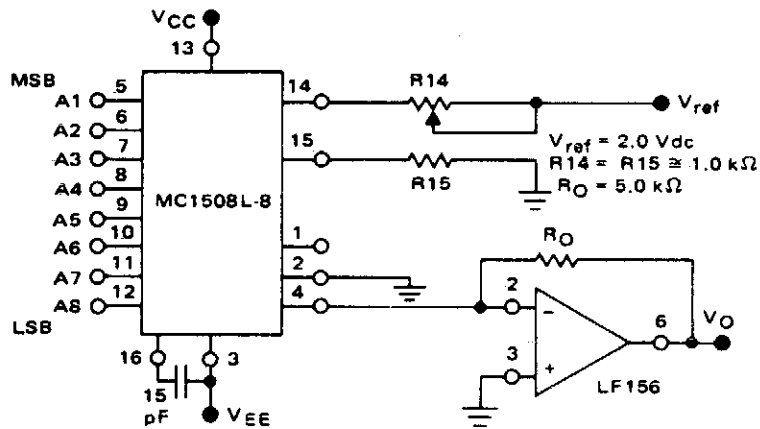 VCC
13
MSB
A1 5
A2 6
A3 7
A4 8
A5 9
A6 10
A7 11
A8 12
LSB
MC1508L-8
14
15
1
2
4
16
3
15
pF
VEE
R14
Vref
R15
Vref = 2.0 Vdc
R14 = R15 ≅ 1.0 kΩ
RO = 5.0 kΩ
RO
2
−
3
+
6
VO
LF156